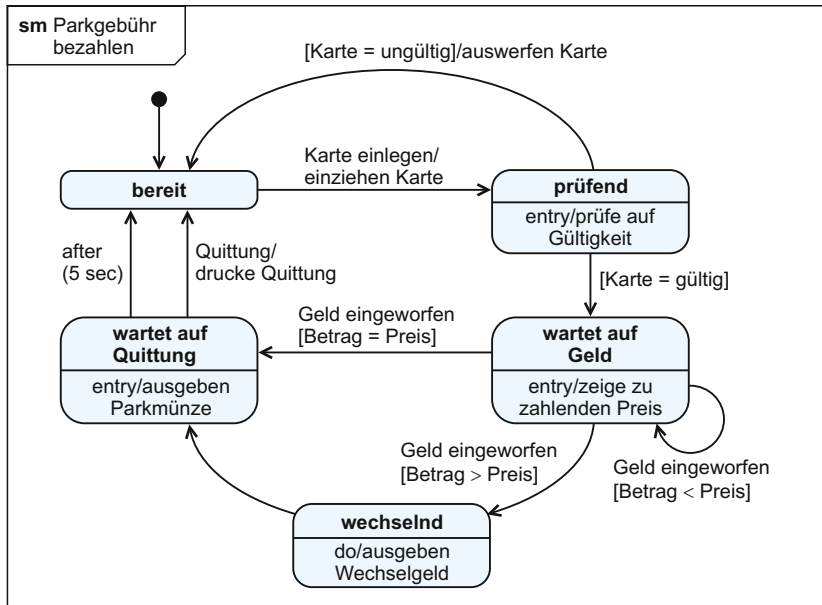 sm Parkgebühr
bezahlen
[Karte = ungültig]/auswerfen Karte
Karte einlegen/
einziehen Karte
bereit
prüfend
entry/prüfe auf
Gültigkeit
after
(5 sec)
Quittung/
drucke Quittung
[Karte = gültig]
Geld eingeworfen
[Betrag = Preis]
wartet auf
Quittung
entry/ausgeben
Parkmünze
wartet auf
Geld
entry/zeige zu
zahlenden Preis
Geld eingeworfen
[Betrag > Preis]
Geld eingeworfen
[Betrag < Preis]
wechselnd
do/ausgeben
Wechselgeld